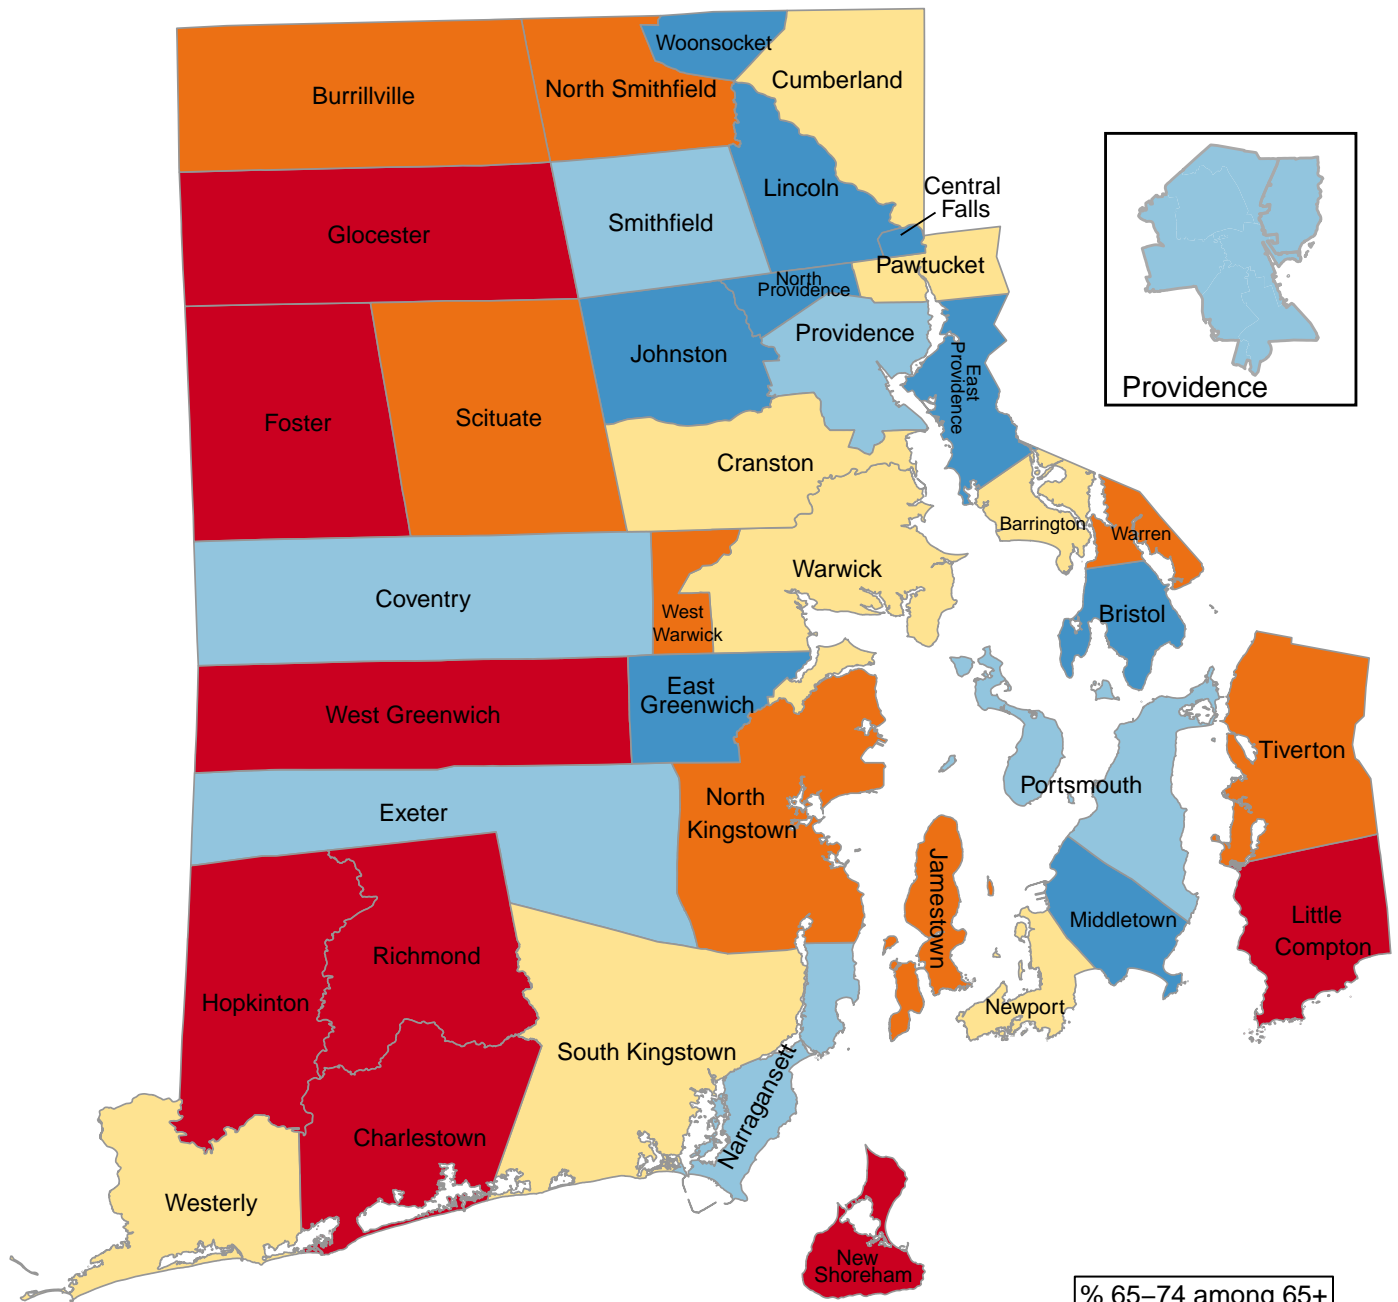 Woonsocket
Cumberland
Burrillville
North Smithfield
Lincoln
Central
Falls
Smithfield
Glocester
Pawtucket
North
Providence
Providence
Johnston
East
Providence
Providence
Foster
Scituate
Cranston
Barrington
Warren
Warwick
Coventry
West
Warwick
Bristol
East
Greenwich
West Greenwich
Tiverton
Portsmouth
North
Kingstown
Exeter
Jamestown
Middletown
Little
Compton
Richmond
Hopkinton
Newport
South Kingstown
Narragansett
Charlestown
Westerly
New
Shoreham
% 65–74 among 65+